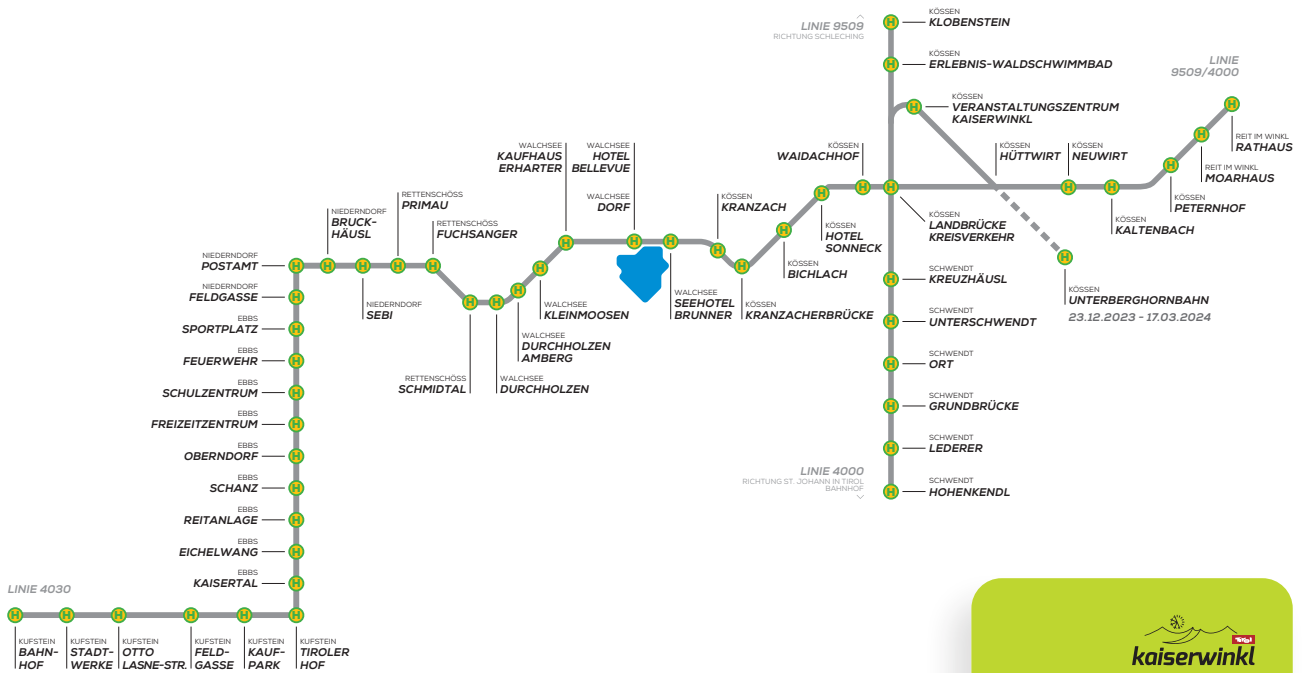 LINIE 9509
RICHTUNG SCHLECHING
KÖSSEN
KLOBENSTEIN
KÖSSEN
ERLEBNIS-WALDSCHWIMMBAD
LINIE
9509/4000
KÖSSEN
VERANSTALTUNGSZENTRUM
KAISERWINKL
WALCHSEE
KAUFHAUS
ERHARTER
WALCHSEE
HOTEL
BELLEVUE
WALCHSEE
DORF
KÖSSEN
WAIDACHHOF
KÖSSEN
HÜTTWIRT
KÖSSEN
NEUWIRT
REIT IM WINKL
RATHAUS
REIT IM WINKL
MOARHAUS
KÖSSEN
PETERNHOF
KÖSSEN
KALTENBACH
NIEDERNDORF
BRUCK-
HÄUSL
RETTENSCHÖSS
PRIMAU
RETTENSCHÖSS
FUCHSANGER
KÖSSEN
KRANZACH
KÖSSEN
HOTEL
SONNECK
KÖSSEN
LANDBRÜCKE
KREISVERKEHR
KÖSSEN
BICHLACH
NIEDERNDORF
POSTAMT
NIEDERNDORF
FELDGASSE
NIEDERNDORF
SEBI
WALCHSEE
KLEINMOOSEN
WALCHSEE
SEEHOTEL
BRUNNER
KÖSSEN
KRANZACHERBRÜCKE
SCHWENDT
KREUZHÄUSL
KÖSSEN
UNTERBERGHORNBAHN
23.12.2023 - 17.03.2024
EBBS
SPORTPLATZ
WALCHSEE
DURCHHOLZEN
AMBERG
SCHWENDT
UNTERSCHWENDT
EBBS
FEUERWEHR
RETTENSCHÖSS
SCHMIDTAL
WALCHSEE
DURCHHOLZEN
SCHWENDT
ORT
EBBS
SCHULZENTRUM
SCHWENDT
GRUNDBRÜCKE
EBBS
FREIZEITZENTRUM
EBBS
OBERNDORF
SCHWENDT
LEDERER
EBBS
SCHANZ
LINIE 4000
RICHTUNG ST. JOHANN IN TIROL
BAHNHOF
SCHWENDT
HOHENKENDL
EBBS
REITANLAGE
EBBS
EICHELWANG
EBBS
KAISERTAL
LINIE 4030
KUFSTEIN
BAHN-
HOF
KUFSTEIN
STADT-
WERKE
KUFSTEIN
OTTO
LASNE-STR.
KUFSTEIN
FELD-
GASSE
KUFSTEIN
KAUF-
PARK
KUFSTEIN
TIROLER
HOF
Tirol
kaiserwinkl